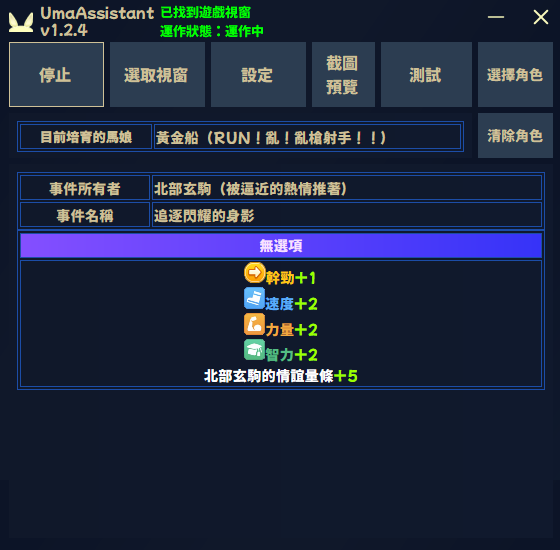 UmaAssistant
v1.2.4
已找到遊戲視窗
運作狀態：運作中
停止
選取視窗
設定
截圖
預覽
測試
選擇角色
目前培育的馬娘
黃金船（RUN！亂！亂槍射手！！）
清除角色
事件所有者
北部玄駒（被逼近的熱情推著）
事件名稱
追逐閃耀的身影
無選項
幹勁+1
速度+2
力量+2
智力+2
北部玄駒的情誼量條+5